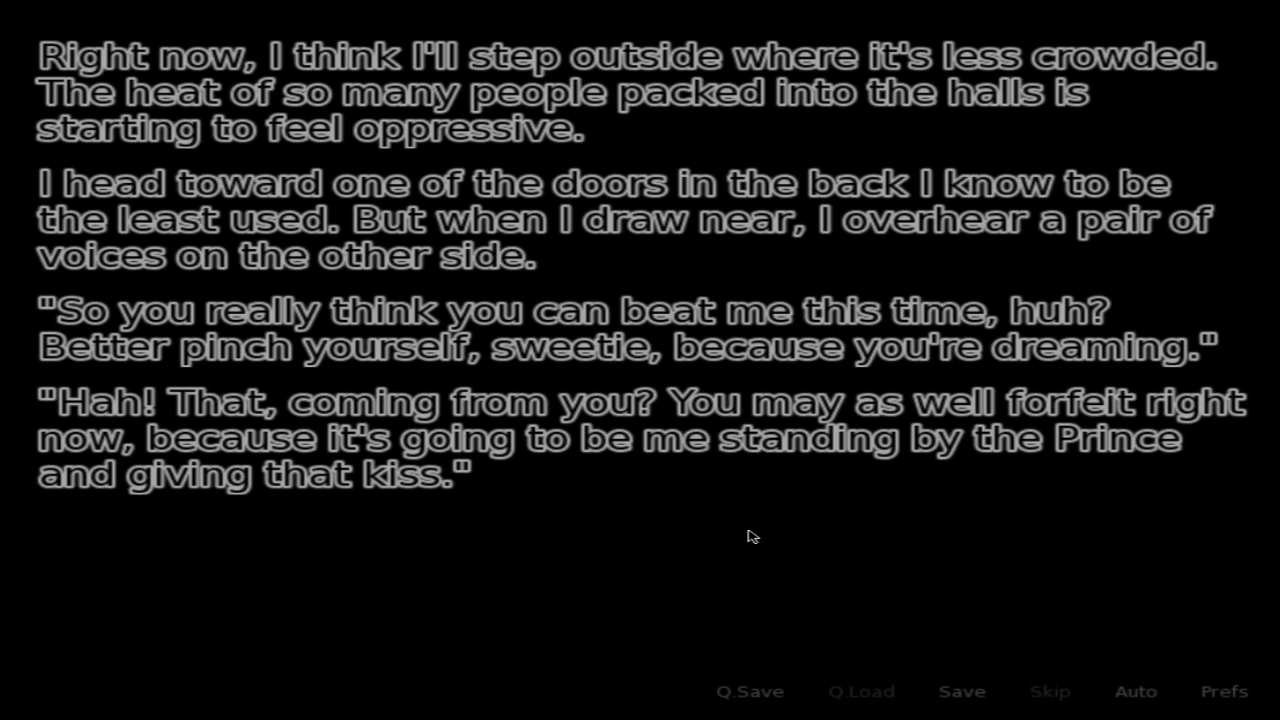 Right now, I think I'll step outside where it's less crowded.
The heat of so many people packed into the halls is
starting to feel oppressive.
I head toward one of the doors in the back I know to be
the least used. But when I draw near, I overhear a pair of
voices on the other side.
"So you really think you can beat me this time, huh?
Better pinch yourself, sweetie, because you're dreaming."
"Hah! That, coming from you? You may as well forfeit right
now, because it's going to be me standing by the Prince
and giving that kiss."
Q.Save Q.Load Save Skip Auto Prefs